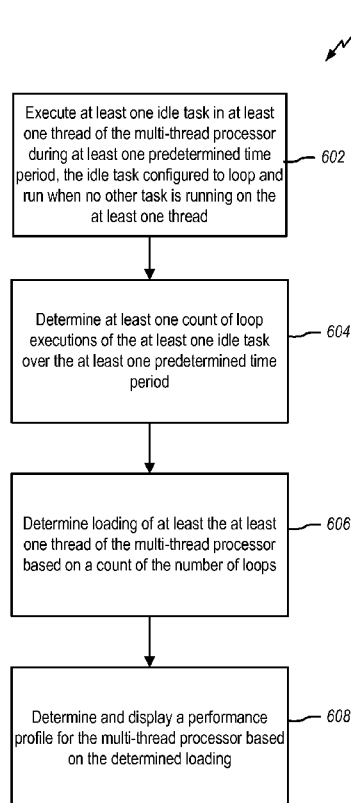 Execute at least one idle task in at least
one thread of the multi-thread processor
during at least one predetermined time
period, the idle task configured to loop and
run when no other task is running on the
at least one thread
602
Determine at least one count of loop
executions of the at least one idle task
over the at least one predetermined time
period
604
Determine loading of at least the at least
one thread of the multi-thread processor
based on a count of the number of loops
606
Determine and display a performance
profile for the multi-thread processor based
on the determined loading
608